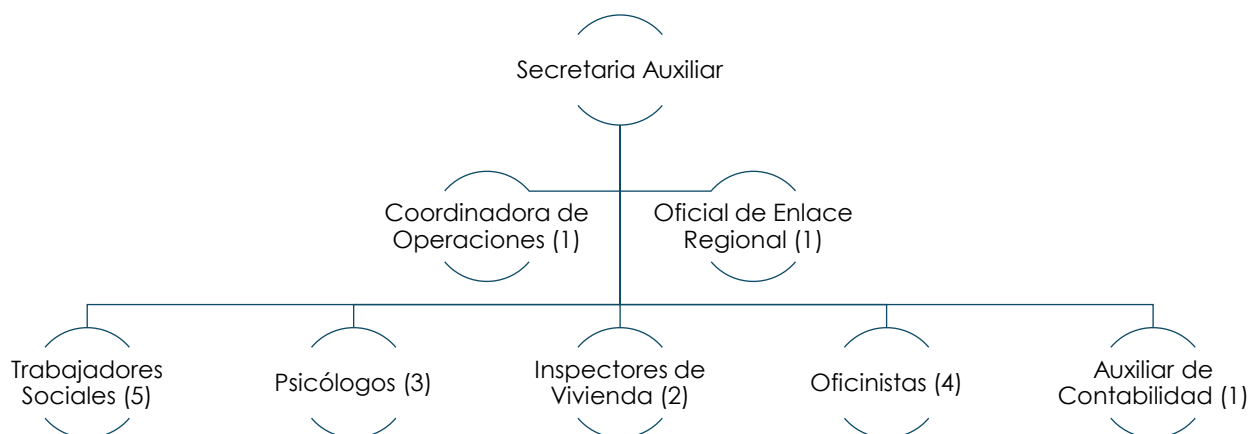 Secretaria Auxiliar
Coordinadora de
Operaciones (1)
Oficial de Enlace
Regional (1)
Trabajadores
Sociales (5)
Psicólogos (3)
Inspectores de
Vivienda (2)
Oficinistas (4)
Auxiliar de
Contabilidad (1)